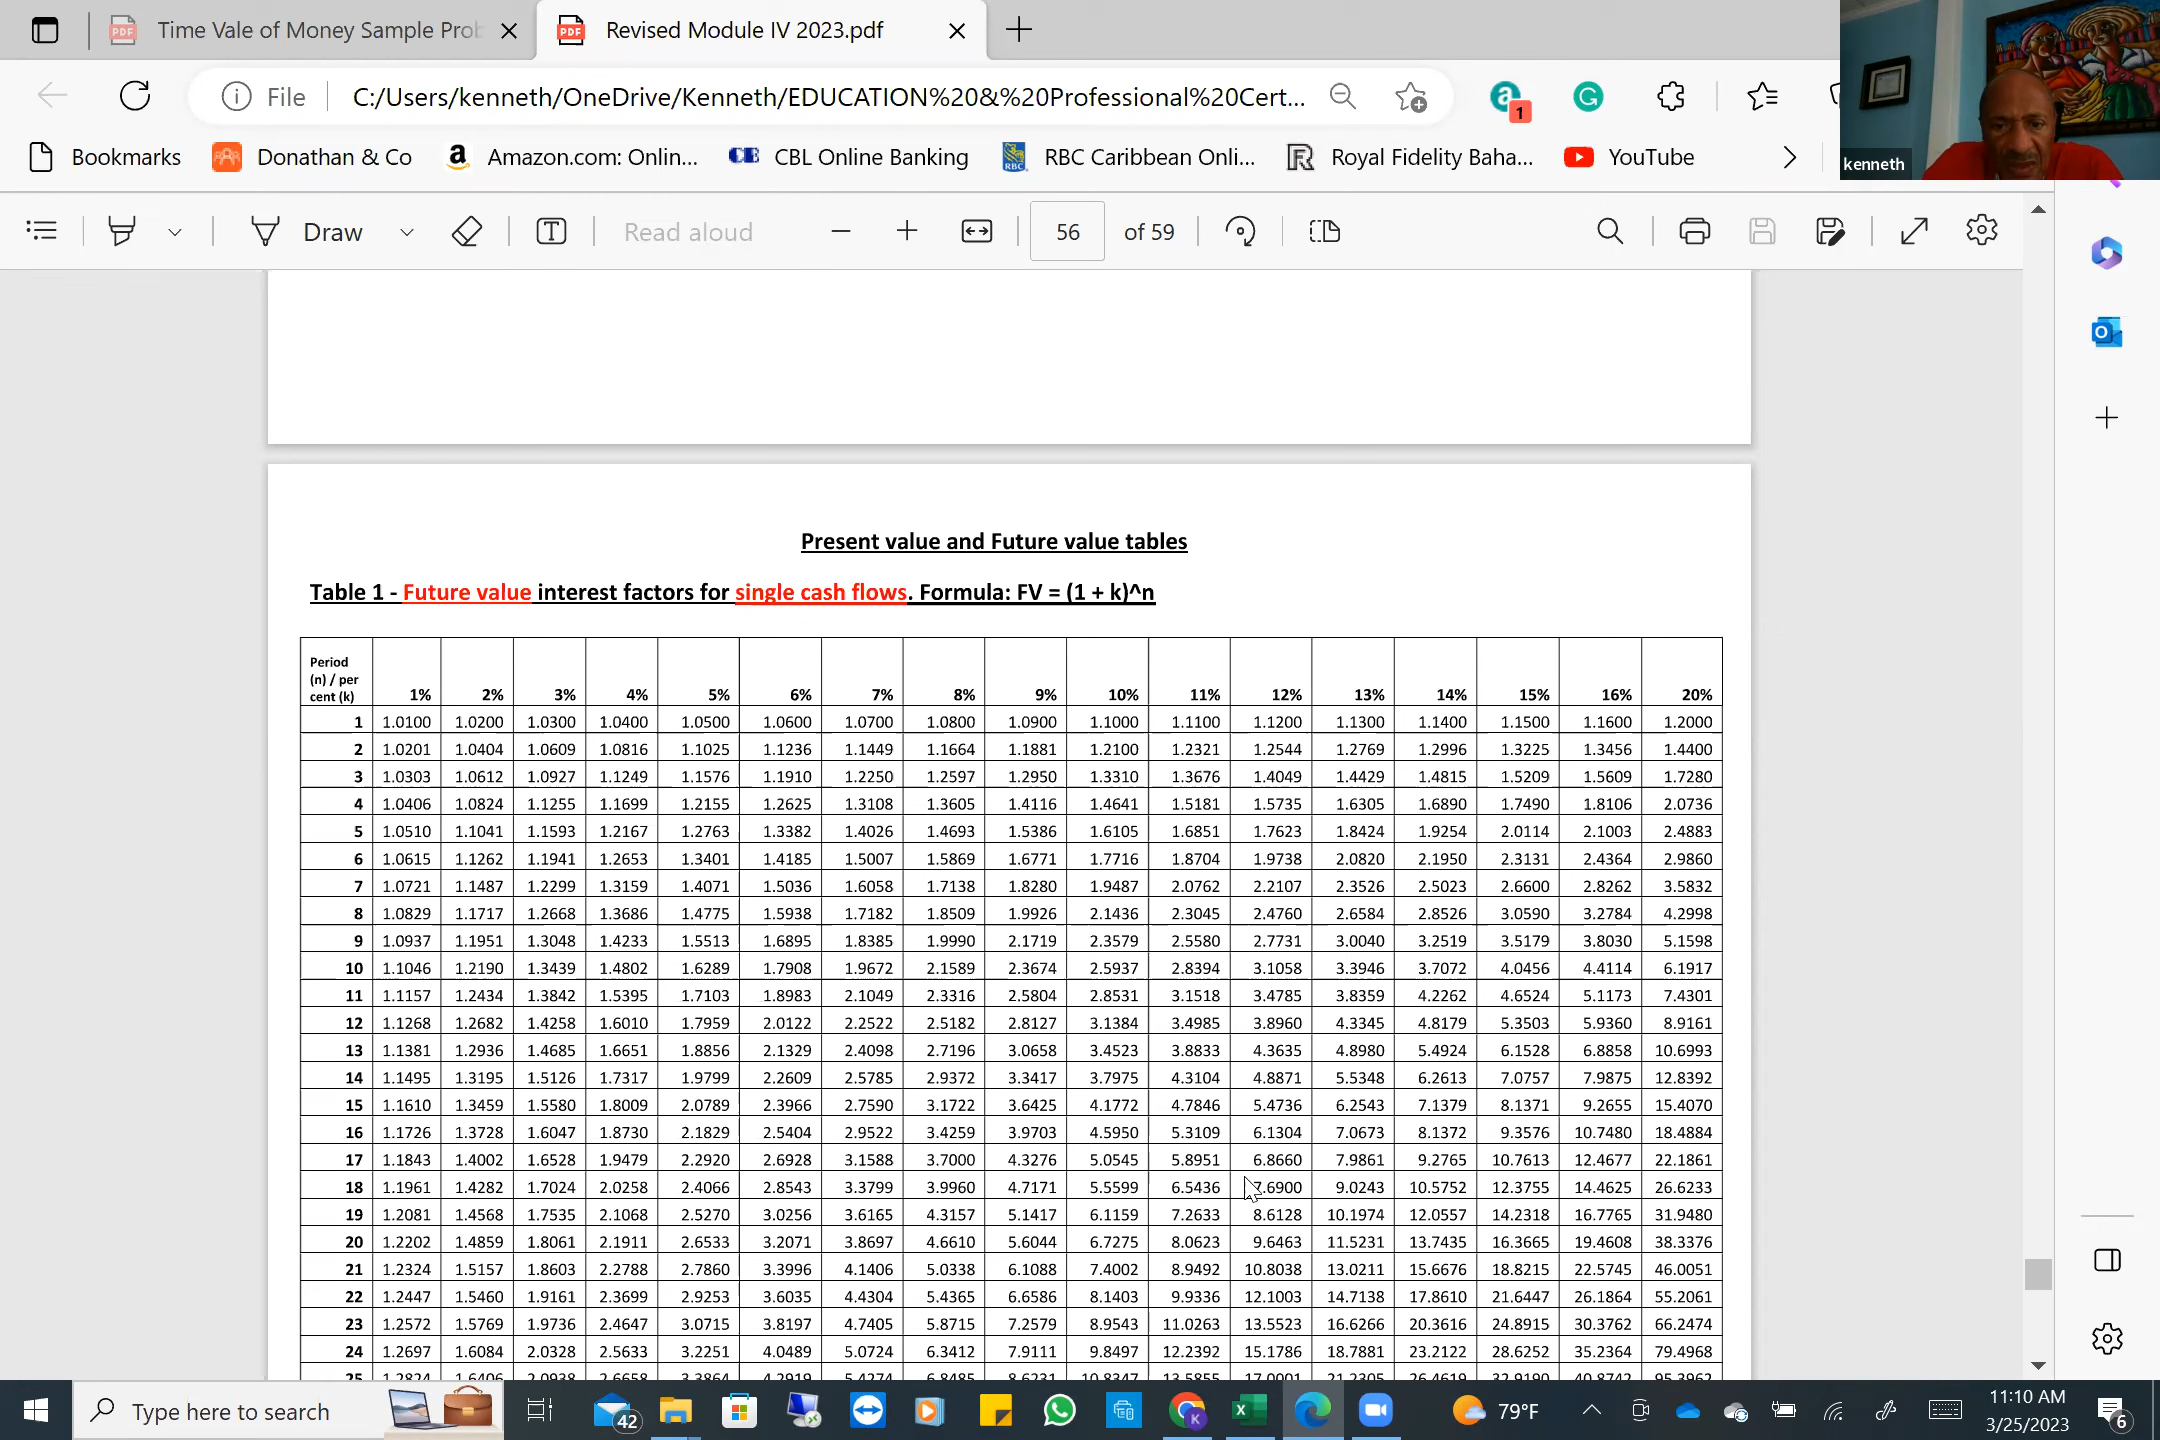 Time Vale of Money Sample Prob
Revised Module IV 2023.pdf
File
C:/Users/kenneth/OneDrive/Kenneth/EDUCATION%20&%20Professional%20Cert...
1
Bookmarks
Donathan & Co
Amazon.com: Onlin...
CBL Online Banking
RBC Caribbean Onli...
Royal Fidelity Baha...
YouTube
kenneth
Draw
Read aloud
56
of 59
Present value and Future value tables
Table 1 - Future value interest factors for single cash flows. Formula: FV = (1 + k)^n
Period (n) / per cent (k) 1% 2% 3% 4% 5% 6% 7% 8% 9% 10% 11% 12% 13% 14% 15% 16% 20%
1 1.0100 1.0200 1.0300 1.0400 1.0500 1.0600 1.0700 1.0800 1.0900 1.1000 1.1100 1.1200 1.1300 1.1400 1.1500 1.1600 1.2000
2 1.0201 1.0404 1.0609 1.0816 1.1025 1.1236 1.1449 1.1664 1.1881 1.2100 1.2321 1.2544 1.2769 1.2996 1.3225 1.3456 1.4400
3 1.0303 1.0612 1.0927 1.1249 1.1576 1.1910 1.2250 1.2597 1.2950 1.3310 1.3676 1.4049 1.4429 1.4815 1.5209 1.5609 1.7280
4 1.0406 1.0824 1.1255 1.1699 1.2155 1.2625 1.3108 1.3605 1.4116 1.4641 1.5181 1.5735 1.6305 1.6890 1.7490 1.8106 2.0736
5 1.0510 1.1041 1.1593 1.2167 1.2763 1.3382 1.4026 1.4693 1.5386 1.6105 1.6851 1.7623 1.8424 1.9254 2.0114 2.1003 2.4883
6 1.0615 1.1262 1.1941 1.2653 1.3401 1.4185 1.5007 1.5869 1.6771 1.7716 1.8704 1.9738 2.0820 2.1950 2.3131 2.4364 2.9860
7 1.0721 1.1487 1.2299 1.3159 1.4071 1.5036 1.6058 1.7138 1.8280 1.9487 2.0762 2.2107 2.3526 2.5023 2.6600 2.8262 3.5832
8 1.0829 1.1717 1.2668 1.3686 1.4775 1.5938 1.7182 1.8509 1.9926 2.1436 2.3045 2.4760 2.6584 2.8526 3.0590 3.2784 4.2998
9 1.0937 1.1951 1.3048 1.4233 1.5513 1.6895 1.8385 1.9990 2.1719 2.3579 2.5580 2.7731 3.0040 3.2519 3.5179 3.8030 5.1598
10 1.1046 1.2190 1.3439 1.4802 1.6289 1.7908 1.9672 2.1589 2.3674 2.5937 2.8394 3.1058 3.3946 3.7072 4.0456 4.4114 6.1917
11 1.1157 1.2434 1.3842 1.5395 1.7103 1.8983 2.1049 2.3316 2.5804 2.8531 3.1518 3.4785 3.8359 4.2262 4.6524 5.1173 7.4301
12 1.1268 1.2682 1.4258 1.6010 1.7959 2.0122 2.2522 2.5182 2.8127 3.1384 3.4985 3.8960 4.3345 4.8179 5.3503 5.9360 8.9161
13 1.1381 1.2936 1.4685 1.6651 1.8856 2.1329 2.4098 2.7196 3.0658 3.4523 3.8833 4.3635 4.8980 5.4924 6.1528 6.8858 10.6993
14 1.1495 1.3195 1.5126 1.7317 1.9799 2.2609 2.5785 2.9372 3.3417 3.7975 4.3104 4.8871 5.5348 6.2613 7.0757 7.9875 12.8392
15 1.1610 1.3459 1.5580 1.8009 2.0789 2.3966 2.7590 3.1722 3.6425 4.1772 4.7846 5.4736 6.2543 7.1379 8.1371 9.2655 15.4070
16 1.1726 1.3728 1.6047 1.8730 2.1829 2.5404 2.9522 3.4259 3.9703 4.5950 5.3109 6.1304 7.0673 8.1372 9.3576 10.7480 18.4884
17 1.1843 1.4002 1.6528 1.9479 2.2920 2.6928 3.1588 3.7000 4.3276 5.0545 5.8951 6.8660 7.9861 9.2765 10.7613 12.4677 22.1861
18 1.1961 1.4282 1.7024 2.0258 2.4066 2.8543 3.3799 3.9960 4.7171 5.5599 6.5436 7.6900 9.0243 10.5752 12.3755 14.4625 26.6233
19 1.2081 1.4568 1.7535 2.1068 2.5270 3.0256 3.6165 4.3157 5.1417 6.1159 7.2633 8.6128 10.1974 12.0557 14.2318 16.7765 31.9480
20 1.2202 1.4859 1.8061 2.1911 2.6533 3.2071 3.8697 4.6610 5.6044 6.7275 8.0623 9.6463 11.5231 13.7435 16.3665 19.4608 38.3376
21 1.2324 1.5157 1.8603 2.2788 2.7860 3.3996 4.1406 5.0338 6.1088 7.4002 8.9492 10.8038 13.0211 15.6676 18.8215 22.5745 46.0051
22 1.2447 1.5460 1.9161 2.3699 2.9253 3.6035 4.4304 5.4365 6.6586 8.1403 9.9336 12.1003 14.7138 17.8610 21.6447 26.1864 55.2061
23 1.2572 1.5769 1.9736 2.4647 3.0715 3.8197 4.7405 5.8715 7.2579 8.9543 11.0263 13.5523 16.6266 20.3616 24.8915 30.3762 66.2474
24 1.2697 1.6084 2.0328 2.5633 3.2251 4.0489 5.0724 6.3412 7.9111 9.8497 12.2392 15.1786 18.7881 23.2122 28.6252 35.2364 79.4968
25 1.2824 1.6406 2.0938 2.6658 3.3864 4.2919 5.4274 6.8485 8.6231 10.8347 13.5855 17.0001 21.2305 26.4619 32.9190 40.8742 95.3962
Type here to search
42
79°F
11:10 AM
3/25/2023
6